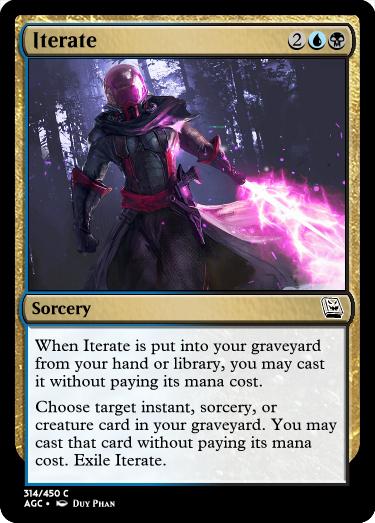 Iterate 2
Sorcery
When Iterate is put into your graveyard
from your hand or library, you may cast
it without paying its mana cost.
Choose target instant, sorcery, or
creature card in your graveyard. You may
cast that card without paying its mana
cost. Exile Iterate.
314/450 C
AGC • Duy Phan